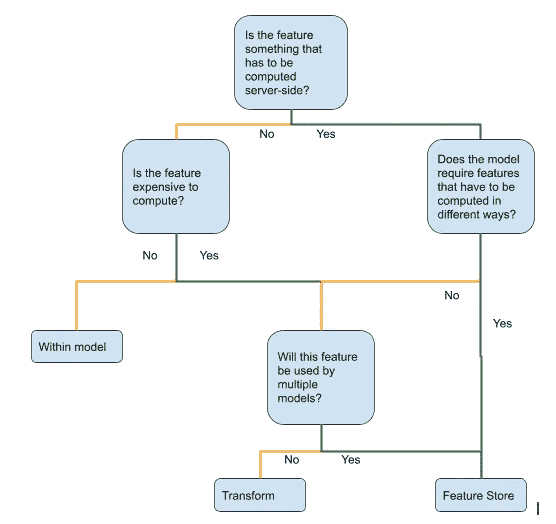 Is the feature
something that
has to be
computed
server-side?
No
Yes
Is the feature
expensive to
compute?
Does the model
require features
that have to be
computed in
different ways?
No
Yes
No
Yes
Within model
Will this feature
be used by
multiple
models?
No
Yes
Transform
Feature Store